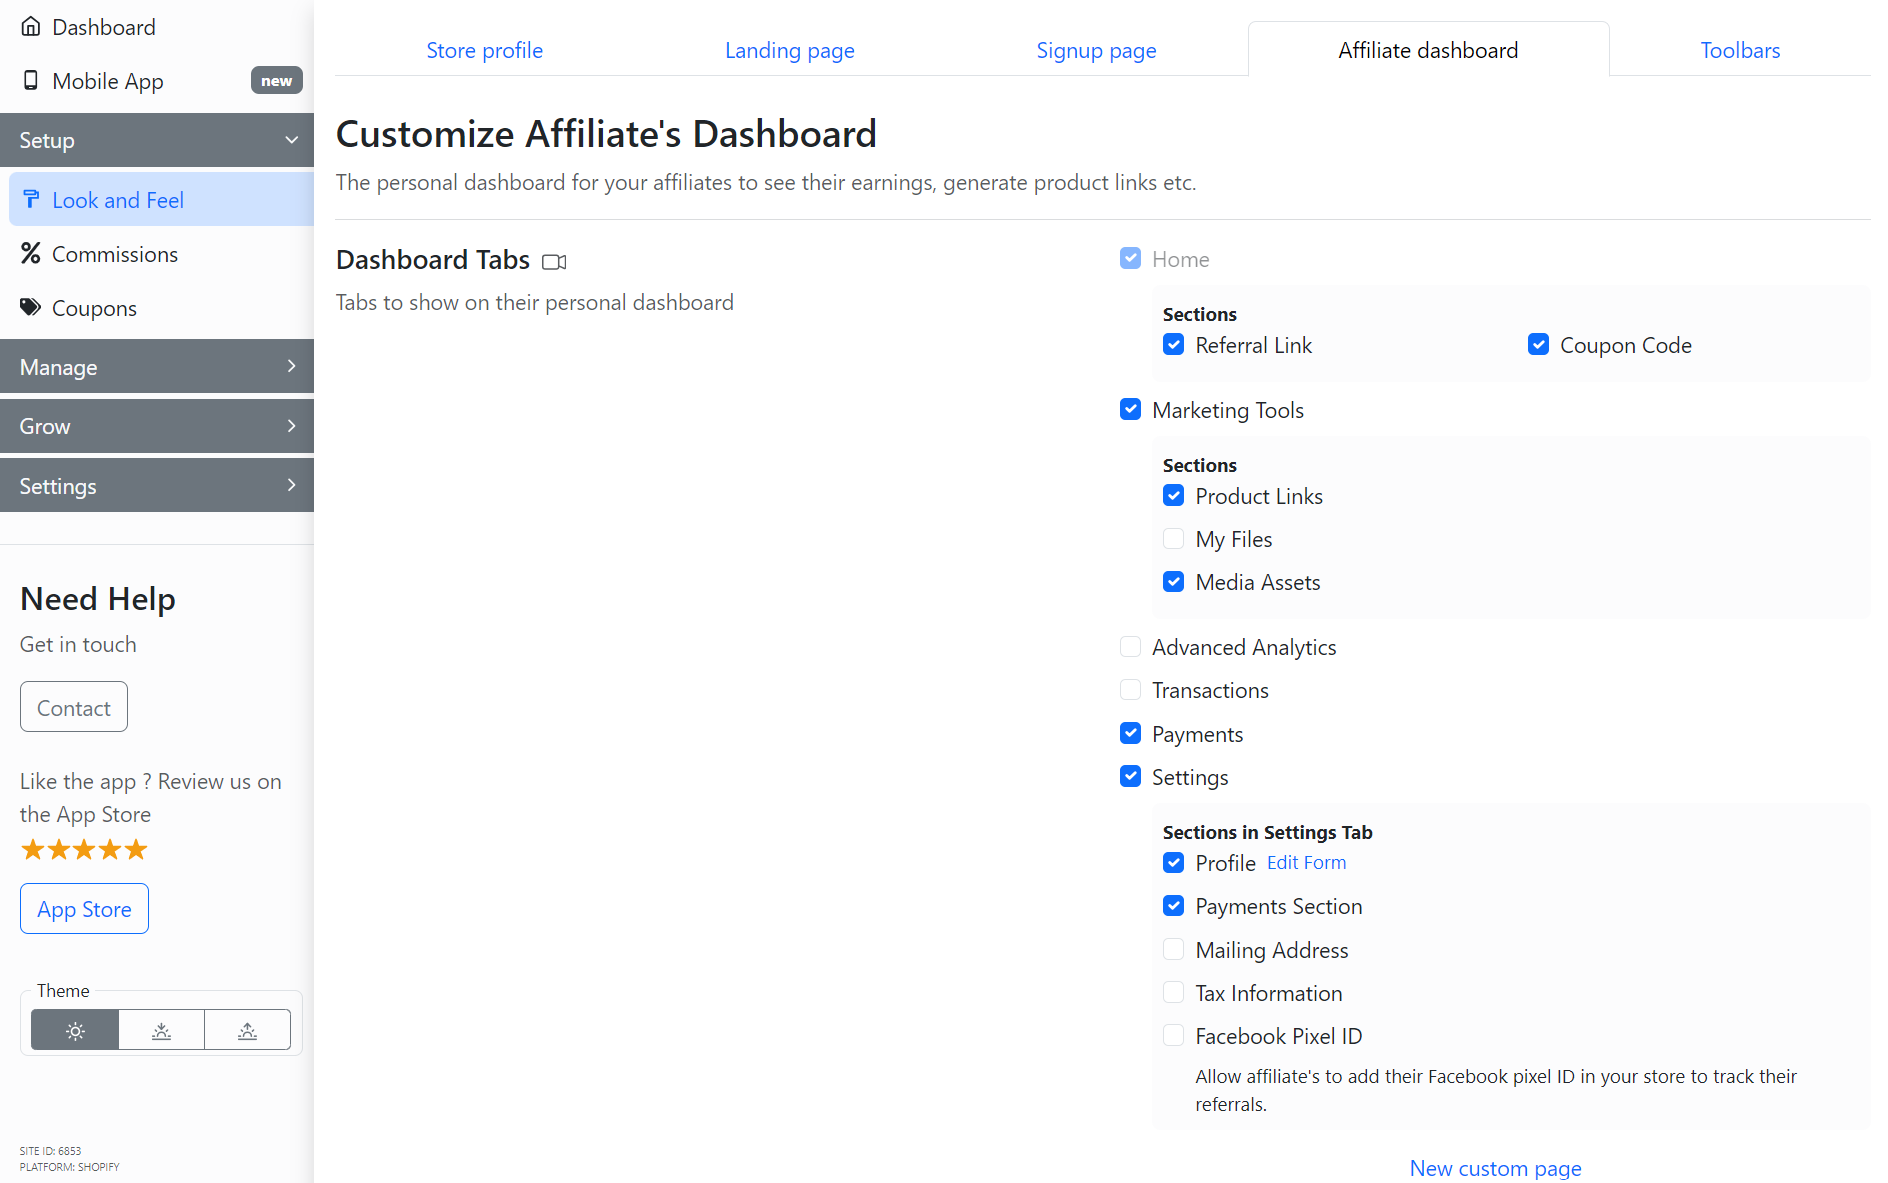 Dashboard
Mobile App new
Setup
Look and Feel
Commissions
Coupons
Manage
Grow
Settings
Need Help
Get in touch
Contact
Like the app ? Review us on
the App Store
App Store
Theme
SITE ID: 6853
PLATFORM: SHOPIFY
Store profile Landing page Signup page Affiliate dashboard Toolbars
Customize Affiliate's Dashboard
The personal dashboard for your affiliates to see their earnings, generate product links etc.
Dashboard Tabs
Tabs to show on their personal dashboard
Home
Sections
Referral Link Coupon Code
Marketing Tools
Sections
Product Links
My Files
Media Assets
Advanced Analytics
Transactions
Payments
Settings
Sections in Settings Tab
Profile Edit Form
Payments Section
Mailing Address
Tax Information
Facebook Pixel ID
Allow affiliate's to add their Facebook pixel ID in your store to track their
referrals.
New custom page